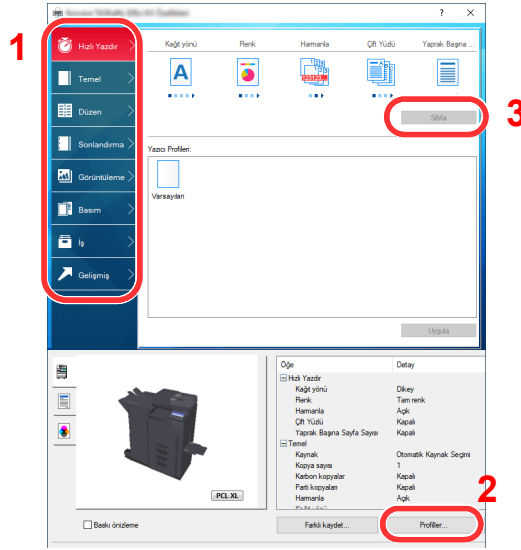 ? ×
1
Hızlı Yazdır
Temel
Düzen
Sonlandırma
Görüntüleme
Basım
İş
Gelişmiş
Kağıt yönü Renk Harmanla Çift Yüzlü Yaprak Başına ...
A
123123
3
Sıfırla
Yazıcı Profilleri:
Varsayılan
Uygula
Öğe Detay
Hızlı Yazdır
Kağıt yönü Dikey
Renk Tam renk
Harmanla Açık
Çift Yüzlü Kapalı
Yaprak Başına Sayfa Sayısı Kapalı
Temel
Kaynak Otomatik Kaynak Seçimi
Kopya sayısı 1
Karbon kopyalar Kapalı
Parti kopyaları Kapalı
Harmanla Açık
PCL XL
2
Baskı önizleme
Farklı kaydet...
Profiller...